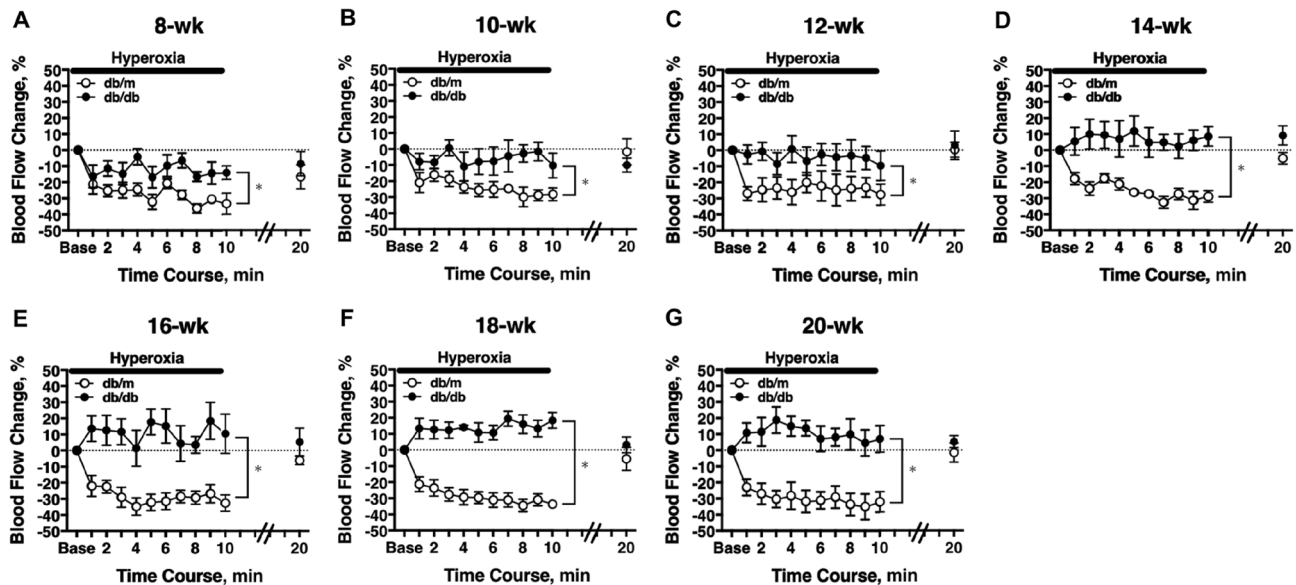 A
8-wk
Hyperoxia
db/m
db/db
Blood Flow Change, %
50
40
30
20
10
0
-10
-20
-30
-40
-50
Base 2 4 6 8 10 20
Time Course, min
*
B
10-wk
Hyperoxia
db/m
db/db
Blood Flow Change, %
50
40
30
20
10
0
-10
-20
-30
-40
-50
Base 2 4 6 8 10 20
Time Course, min
*
C
12-wk
Hyperoxia
db/m
db/db
Blood Flow Change, %
50
40
30
20
10
0
-10
-20
-30
-40
-50
Base 2 4 6 8 10 20
Time Course, min
*
D
14-wk
Hyperoxia
db/m
db/db
Blood Flow Change, %
50
40
30
20
10
0
-10
-20
-30
-40
-50
Base 2 4 6 8 10 20
Time Course, min
*
E
16-wk
Hyperoxia
db/m
db/db
Blood Flow Change, %
50
40
30
20
10
0
-10
-20
-30
-40
-50
Base 2 4 6 8 10 20
Time Course, min
*
F
18-wk
Hyperoxia
db/m
db/db
Blood Flow Change, %
50
40
30
20
10
0
-10
-20
-30
-40
-50
Base 2 4 6 8 10 20
Time Course, min
*
G
20-wk
Hyperoxia
db/m
db/db
Blood Flow Change, %
50
40
30
20
10
0
-10
-20
-30
-40
-50
Base 2 4 6 8 10 20
Time Course, min
*